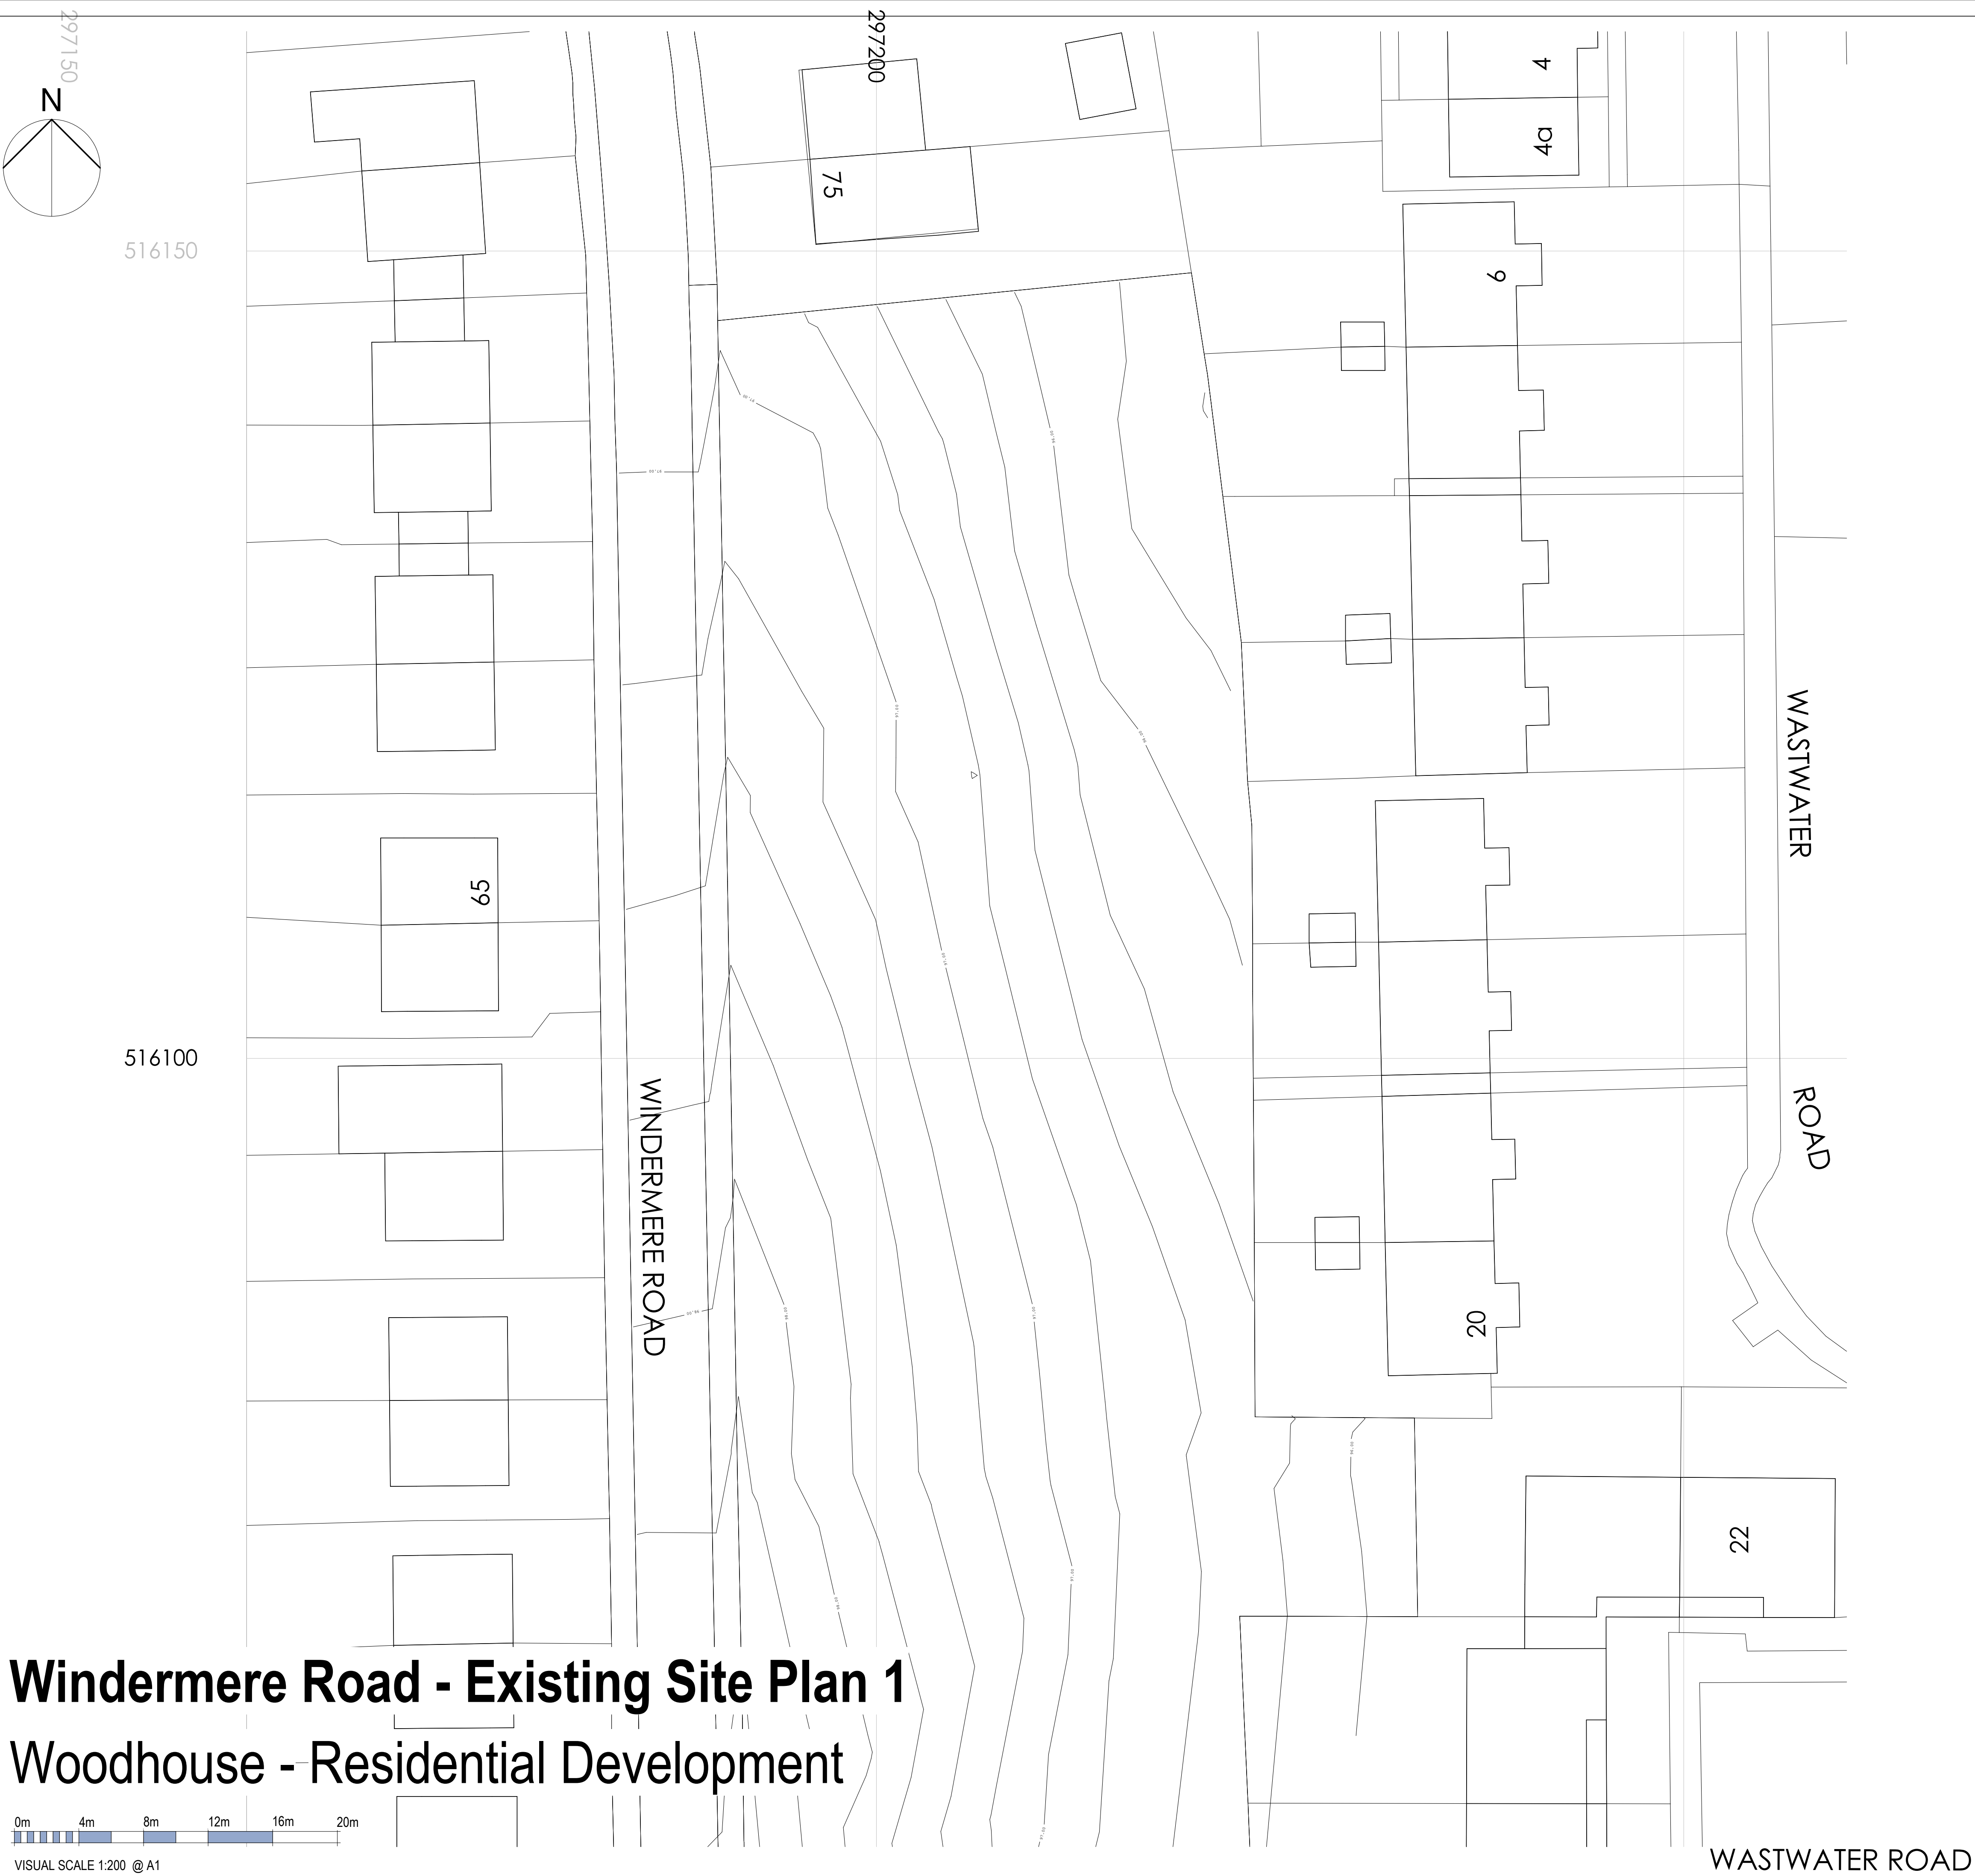 297150
297200
N
4
4a
75
516150
6
WASTWATER
65
516100
WINDERMERE ROAD
ROAD
20
22
Windermere Road - Existing Site Plan 1
Woodhouse - Residential Development
0m 4m 8m 12m 16m 20m
VISUAL SCALE 1:200 @ A1
WASTWATER ROAD